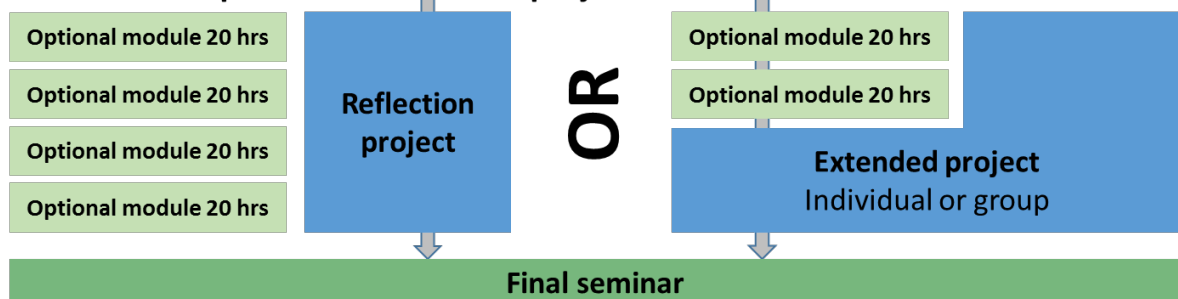 Optional module 20 hrs
Optional module 20 hrs
Optional module 20 hrs
Optional module 20 hrs
Reflection
project
OR
Optional module 20 hrs
Optional module 20 hrs
Extended project
Individual or group
Final seminar